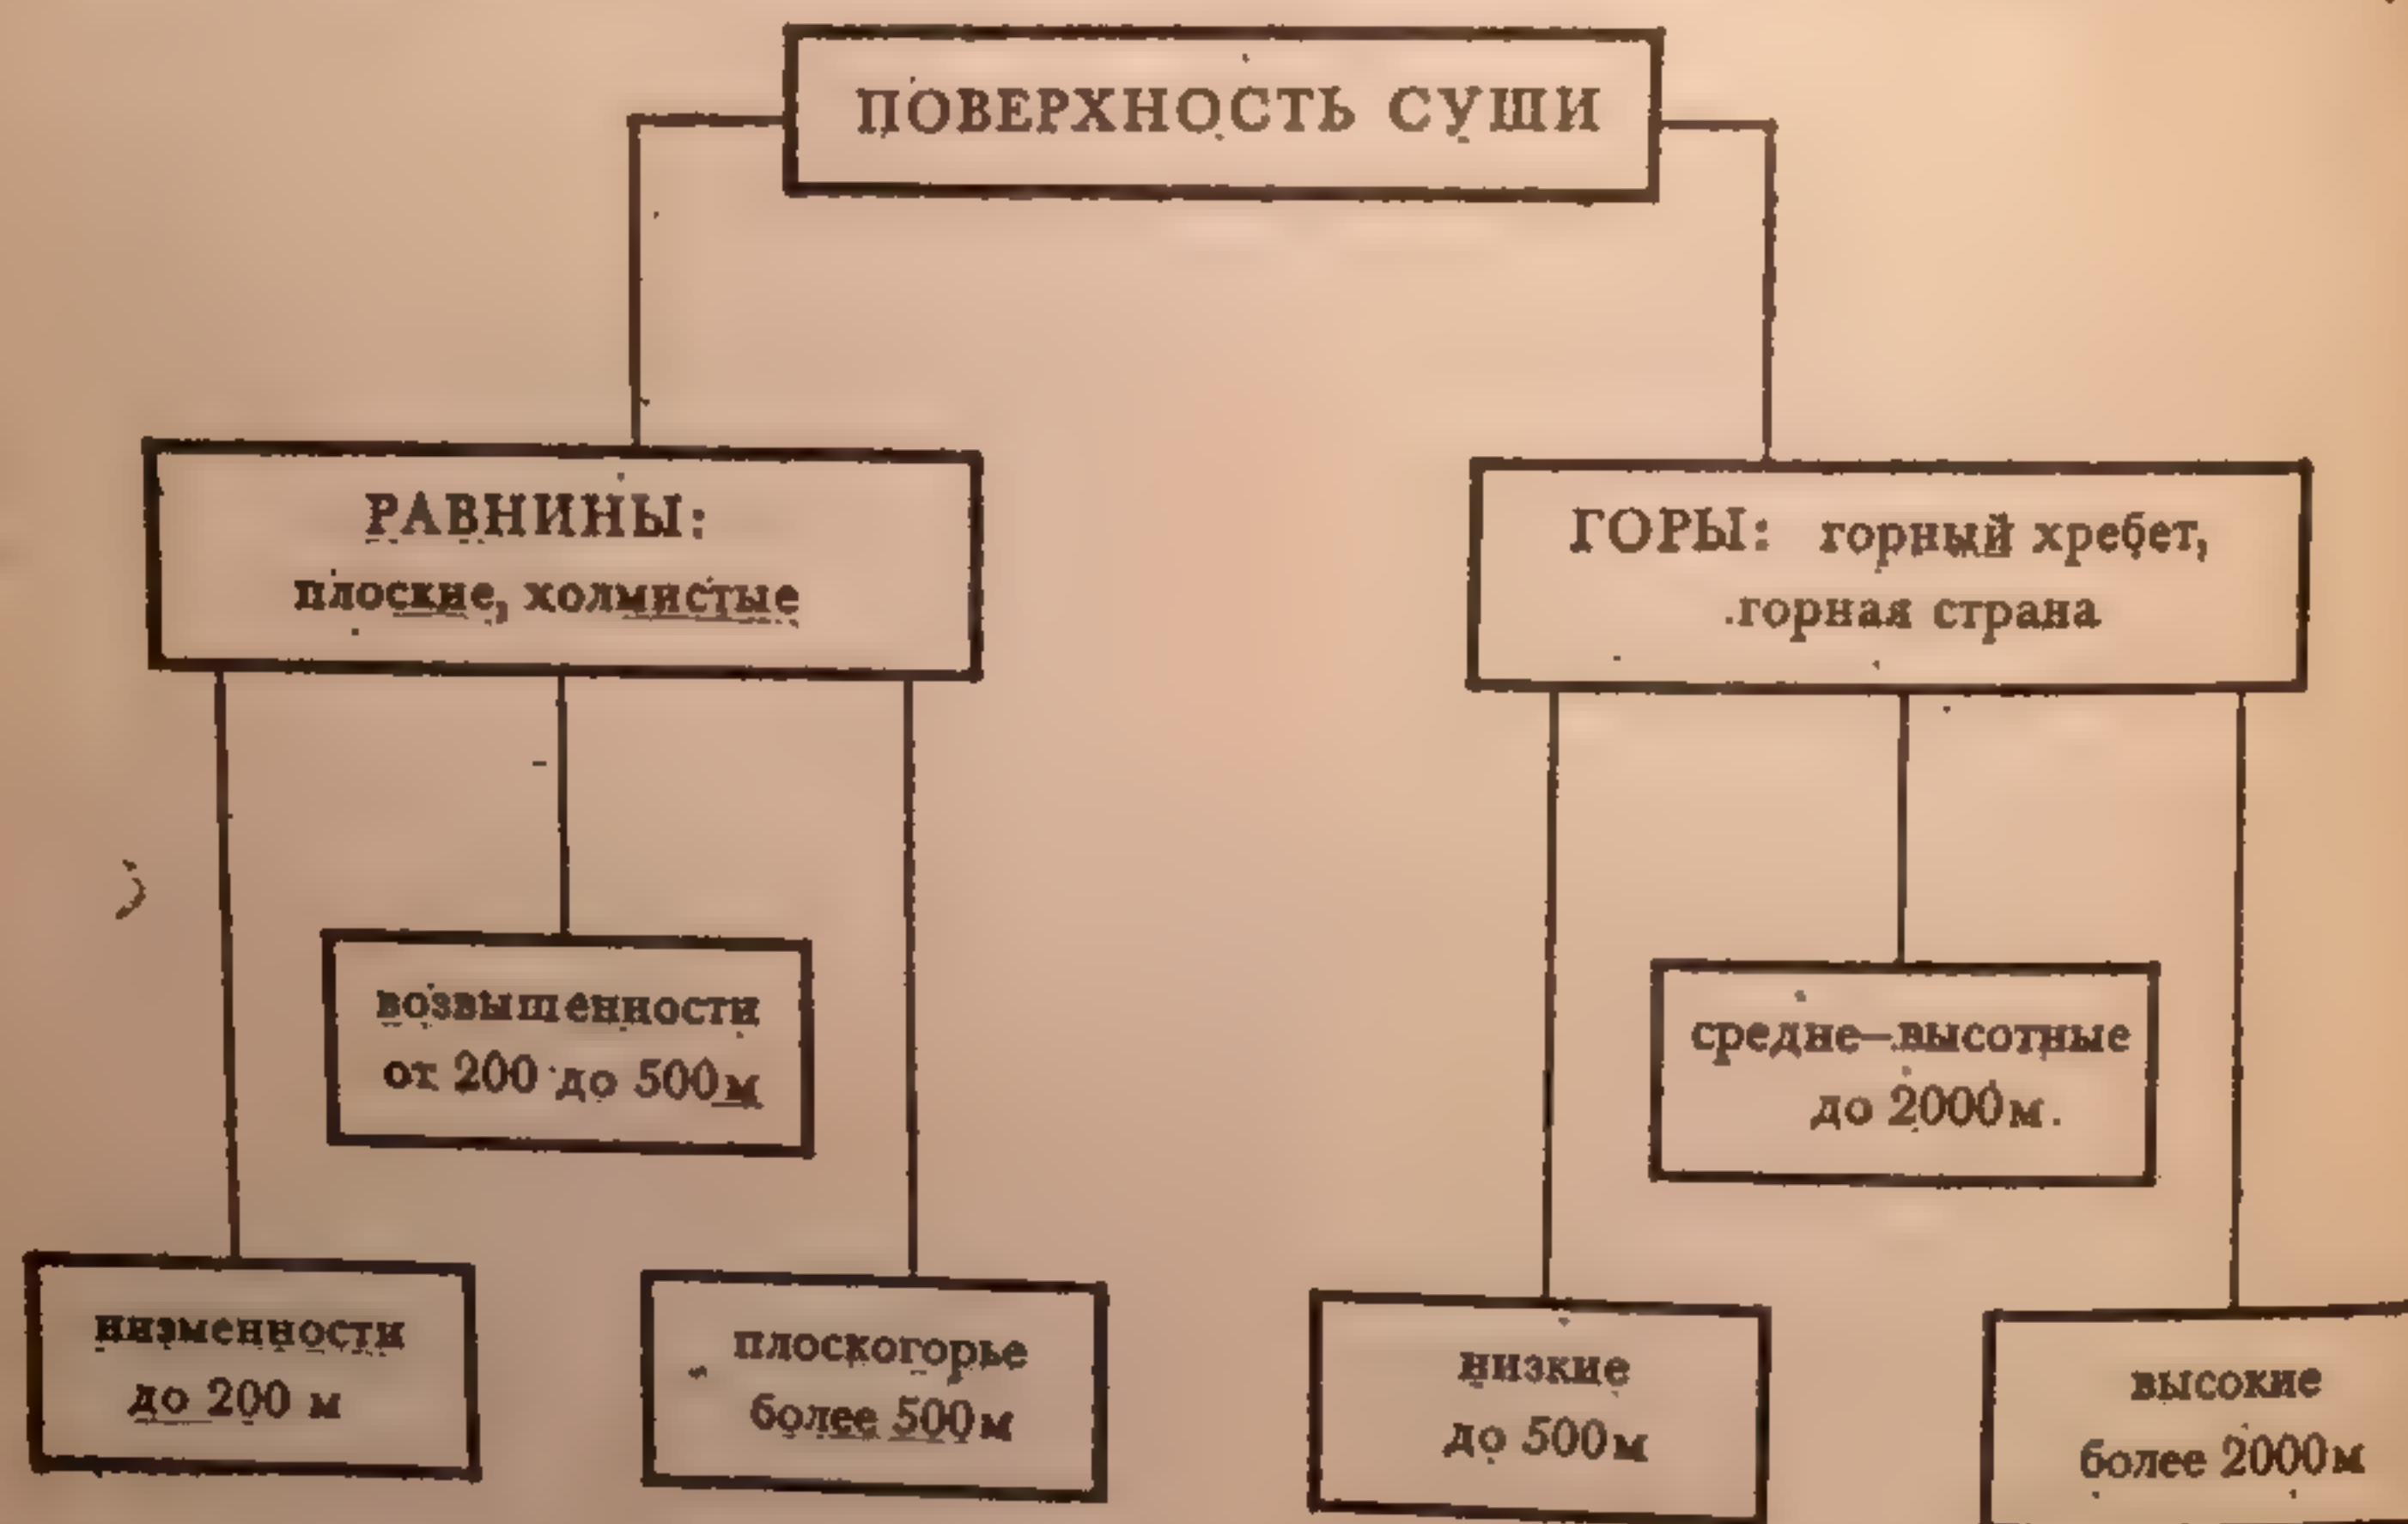 ПОВЕРХНОСТЬ СУШИ
РАВНИНЫ:
плоские, холмистые
ГОРЫ: горный хребет,
горная страна
возвышенности
от 200 до 500м
средне-высотные
до 2000м.
низменности
до 200 м
плоскогорье
более 500м
низкие
до 500м
высокие
более 2000м